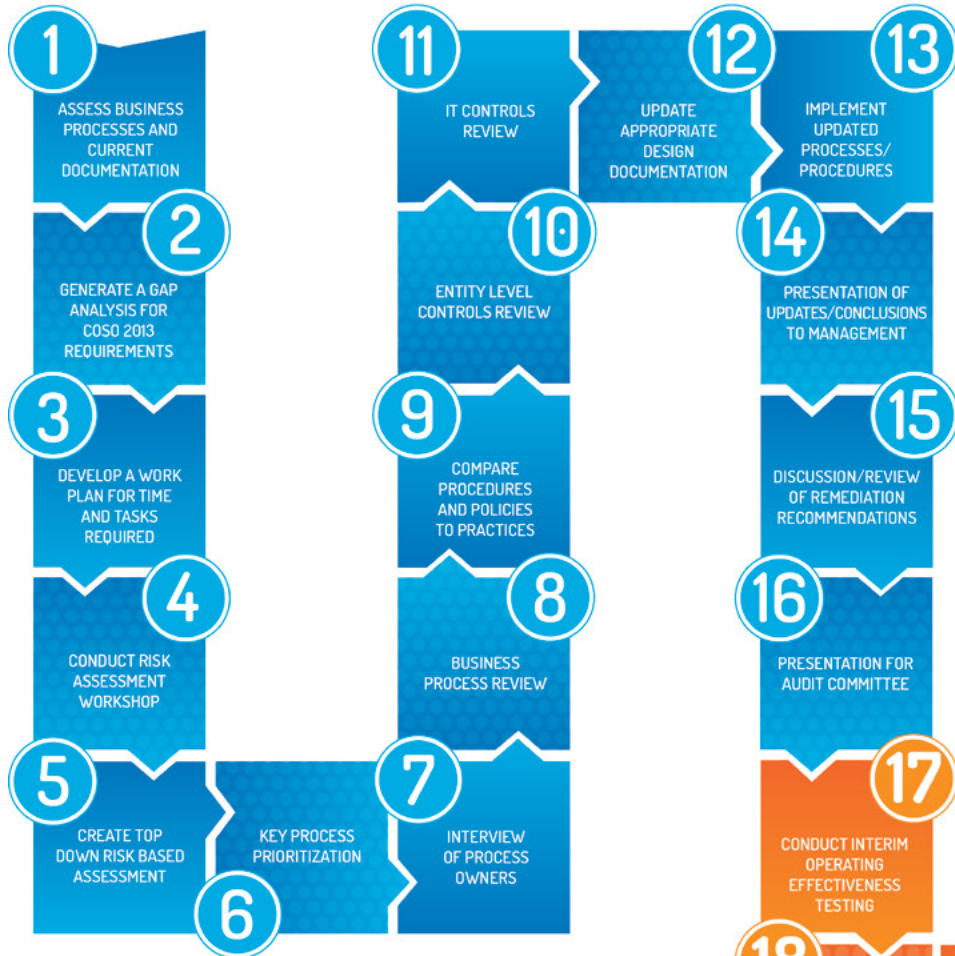 1
ASSESS BUSINESS
PROCESSES AND
CURRENT
DOCUMENTATION
2
GENERATE A GAP
ANALYSIS FOR
COSO 2013
REQUIREMENTS
3
DEVELOP A WORK
PLAN FOR TIME
AND TASKS
REQUIRED
4
CONDUCT RISK
ASSESSMENT
WORKSHOP
5
CREATE TOP
DOWN RISK BASED
ASSESSMENT
6
KEY PROCESS
PRIORITIZATION
7
INTERVIEW
OF PROCESS
OWNERS
8
BUSINESS
PROCESS REVIEW
9
COMPARE
PROCEDURES
AND POLICIES
TO PRACTICES
10
ENTITY LEVEL
CONTROLS REVIEW
11
IT CONTROLS
REVIEW
12
UPDATE
APPROPRIATE
DESIGN
DOCUMENTATION
13
IMPLEMENT
UPDATED
PROCESSES/
PROCEDURES
14
PRESENTATION OF
UPDATES/CONCLUSIONS
TO MANAGEMENT
15
DISCUSSION/REVIEW
OF REMEDIATION
RECOMMENDATIONS
16
PRESENTATION FOR
AUDIT COMMITTEE
17
CONDUCT INTERIM
OPERATING
EFFECTIVENESS
TESTING
18